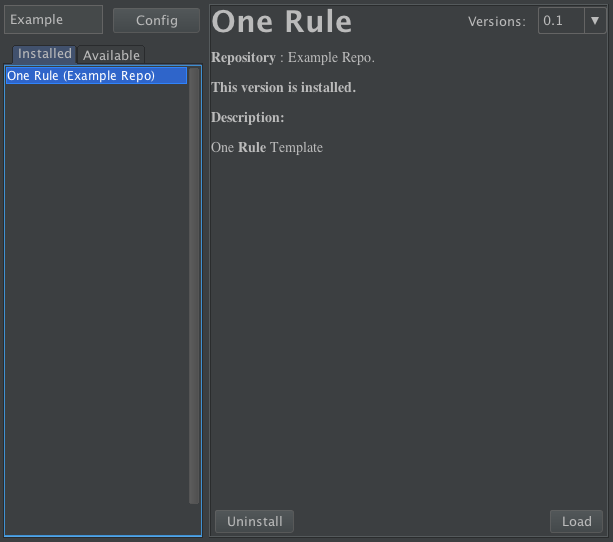 Example
Config
Installed
Available
One Rule (Example Repo)
One Rule
Versions:
0.1
Repository : Example Repo.
This version is installed.
Description:
One Rule Template
Uninstall
Load